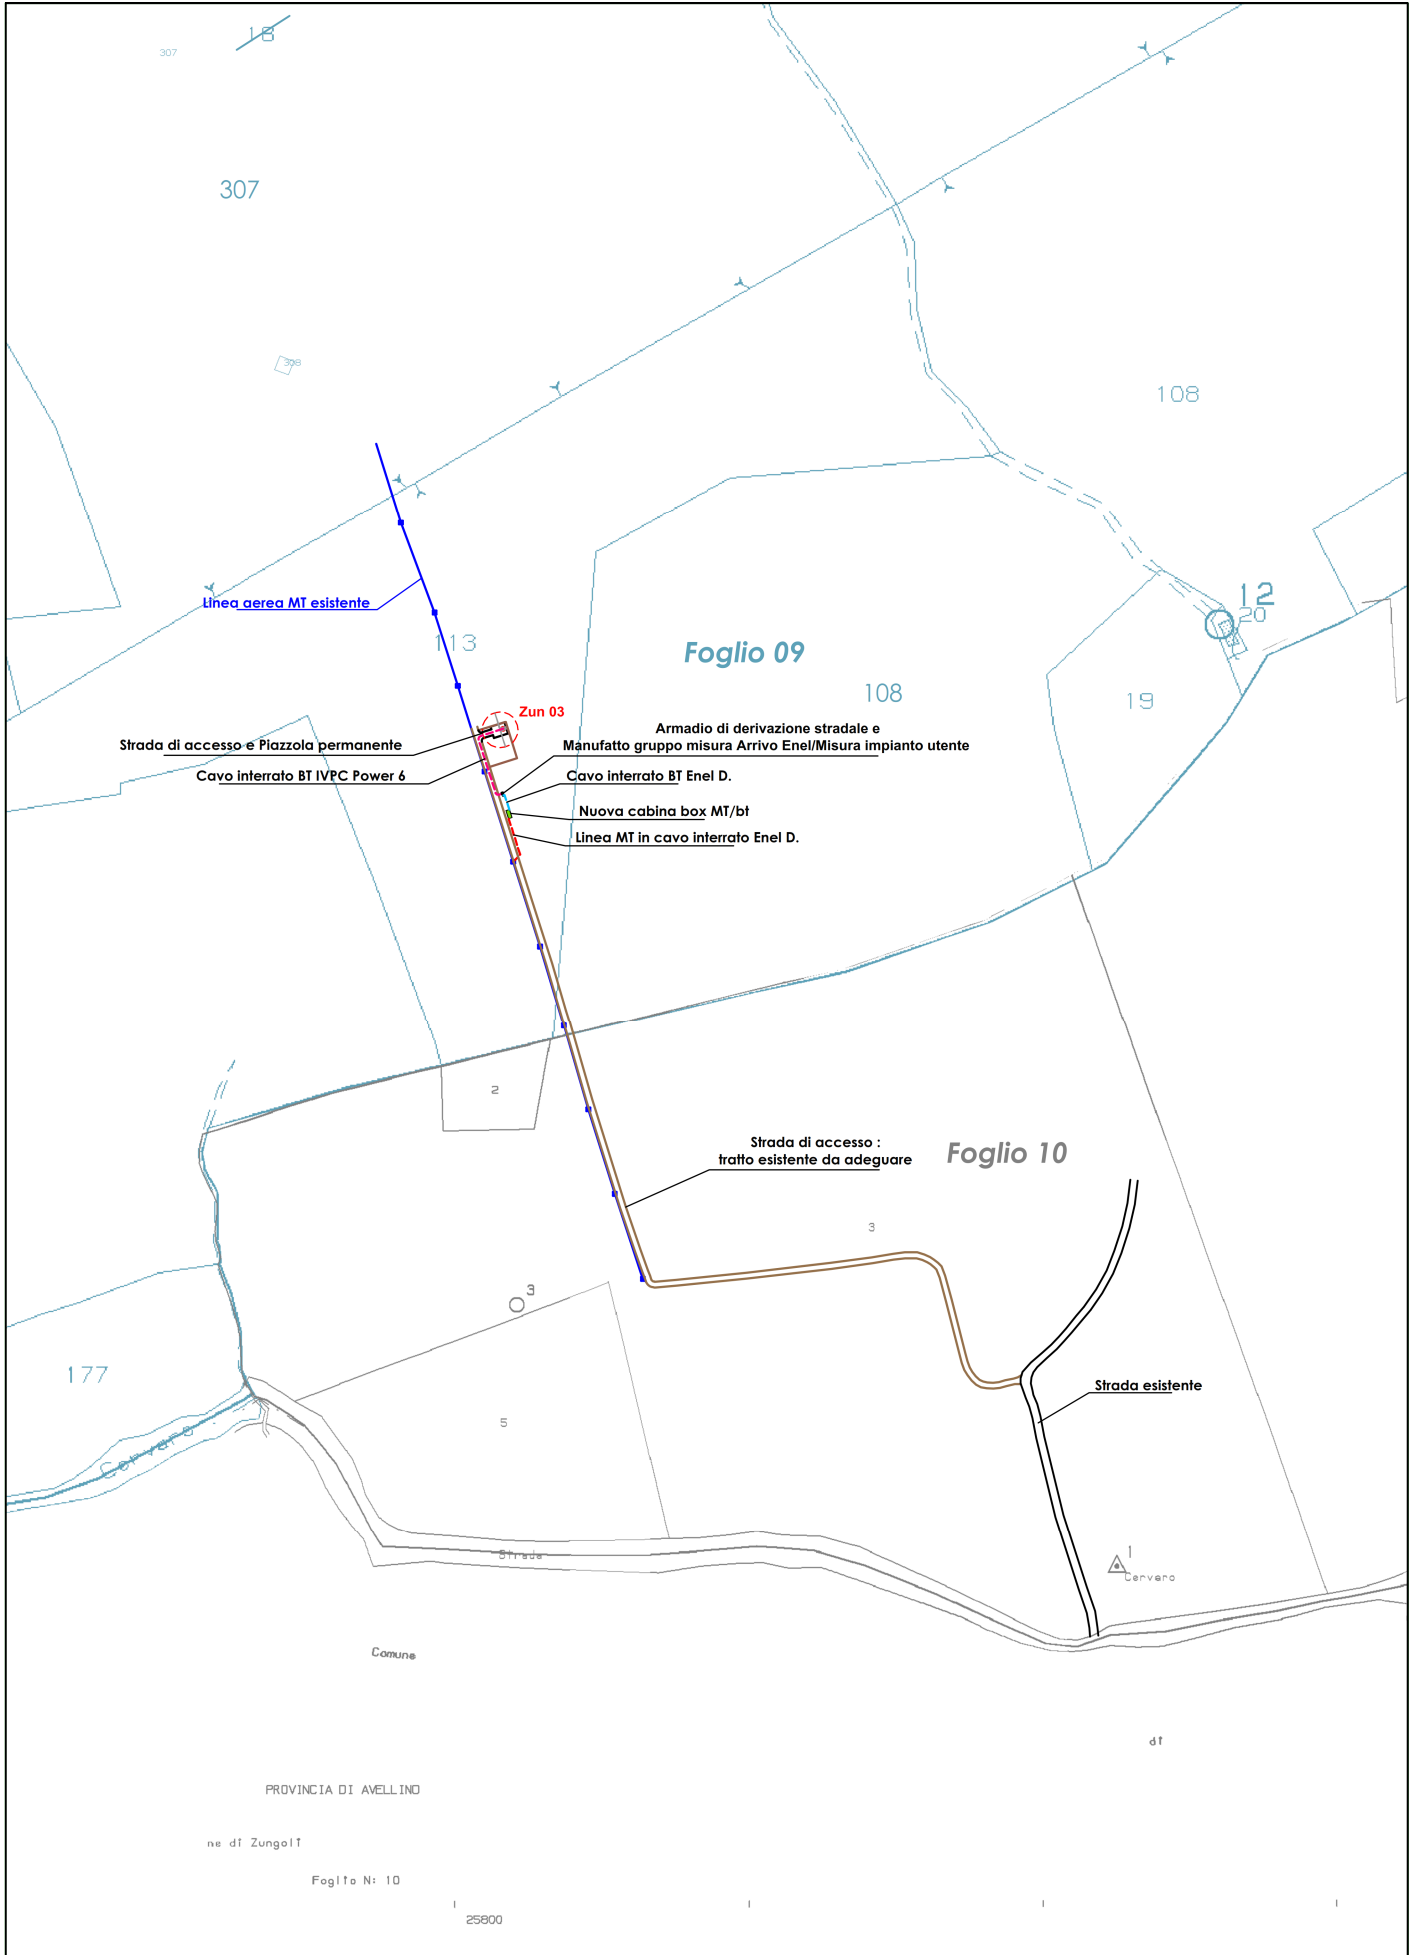 18
307
307
308
108
Linea aerea MT esistente
113
Foglio 09
12
20
108
19
Zun 03
Strada di accesso e Piazzola permanente
Armadio di derivazione stradale e
Manufatto gruppo misura Arrivo Enel/Misura impianto utente
Cavo interrato BT IVPC Power 6
Cavo interrato BT Enel D.
Nuova cabina box MT/bt
Linea MT in cavo interrato Enel D.
2
Strada di accesso :
tratto esistente da adeguare
Foglio 10
3
3
177
Strada esistente
5
Strada
1
Cervaro
Comune
di
PROVINCIA DI AVELLINO
ne di Zungoli
Foglio N: 10
25800